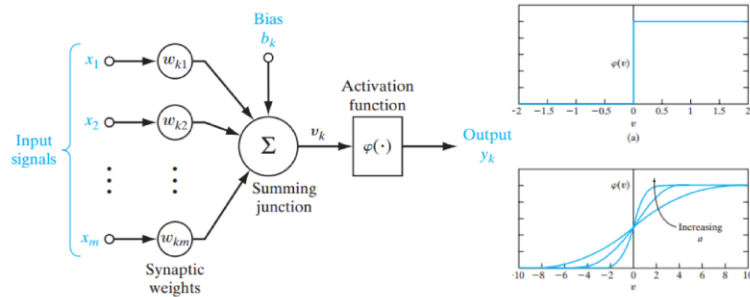 Bias
b_k
x_1
w_k1
Activation
function
x_2
w_k2
Input
signals
Σ
v_k
φ(·)
Output
y_k
Summing
junction
x_m
w_km
Synaptic
weights
φ(v)
-2 -1.5 -1 -0.5 0 0.5 1 1.5 2
v
(a)
φ(v)
Increasing
a
-10 -8 -6 -4 -2 0 2 4 6 8 10
v